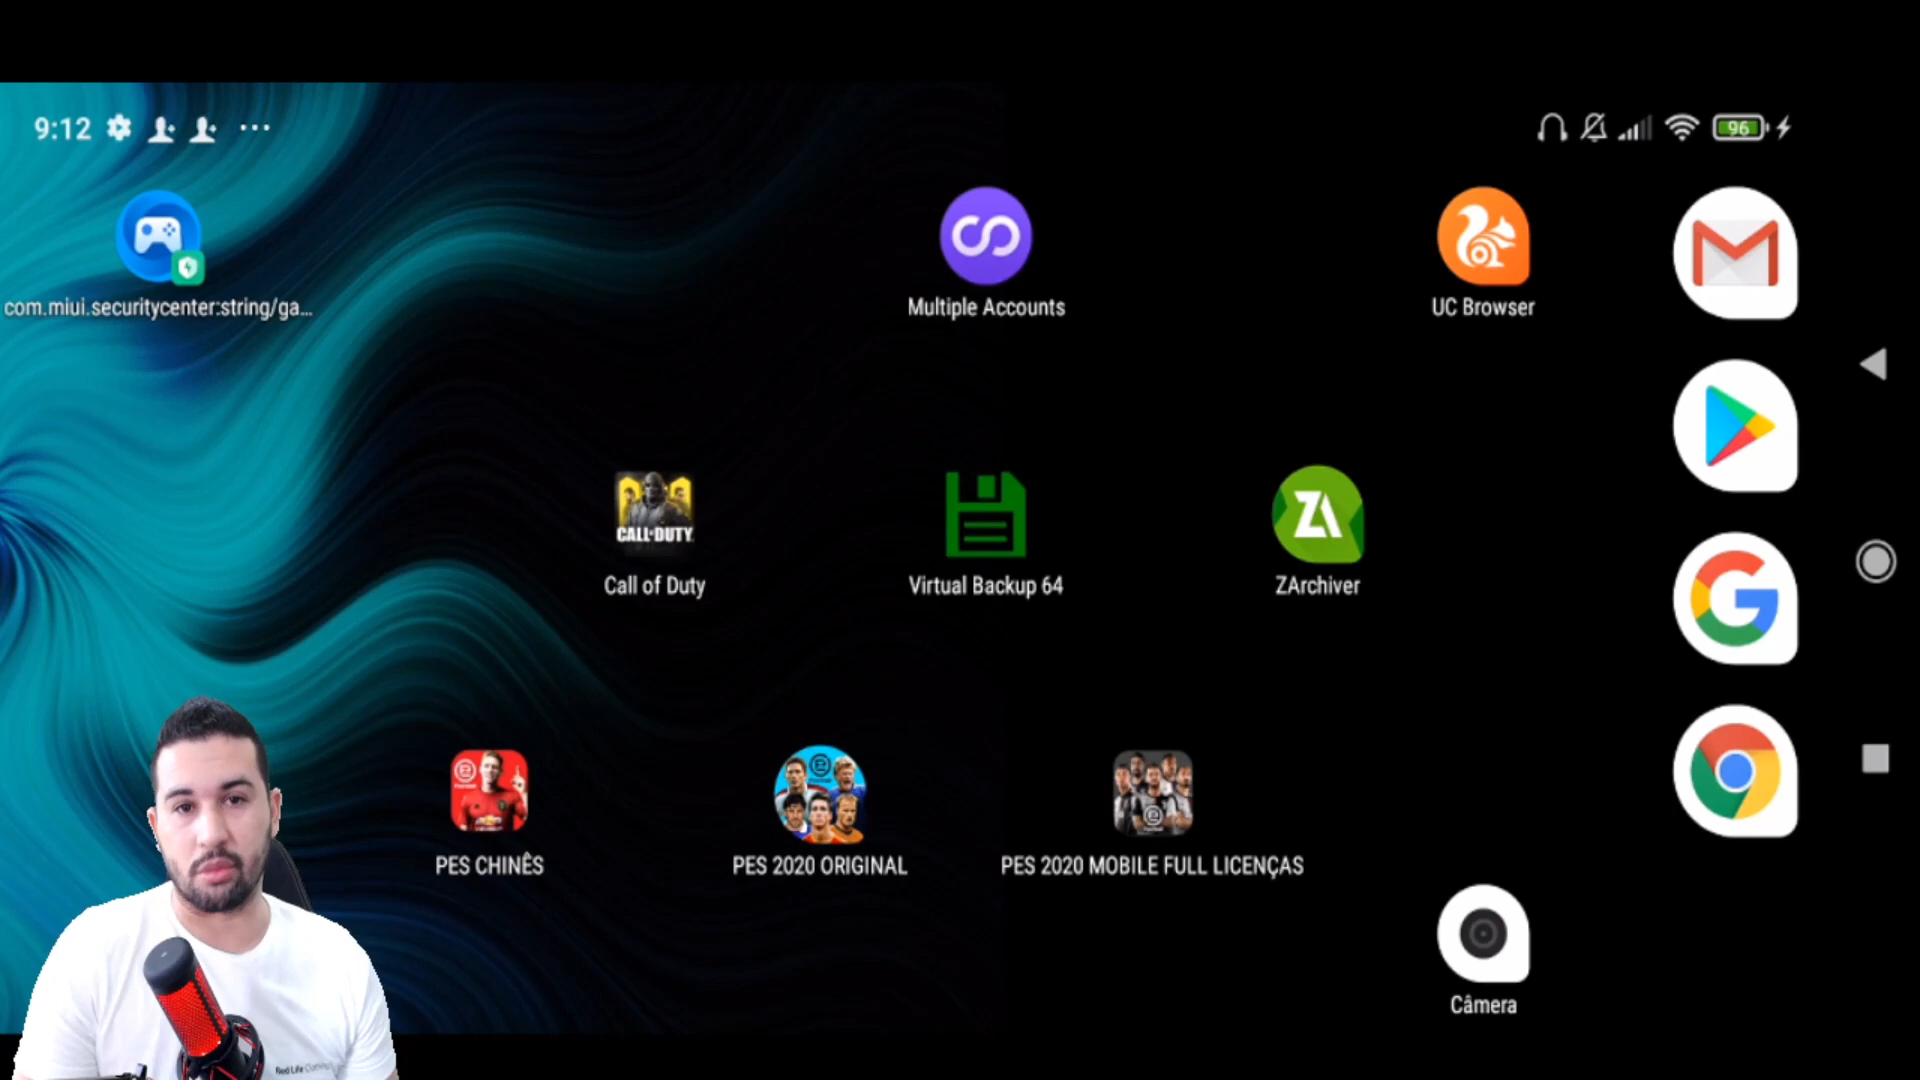 9:12
96
com.miui.securitycenter:string/ga...
Multiple Accounts
UC Browser
CALL·DUTY
Call of Duty
Virtual Backup 64
ZA
ZArchiver
PES CHINÊS
PES 2020 ORIGINAL
PES 2020 MOBILE FULL LICENÇAS
Câmera